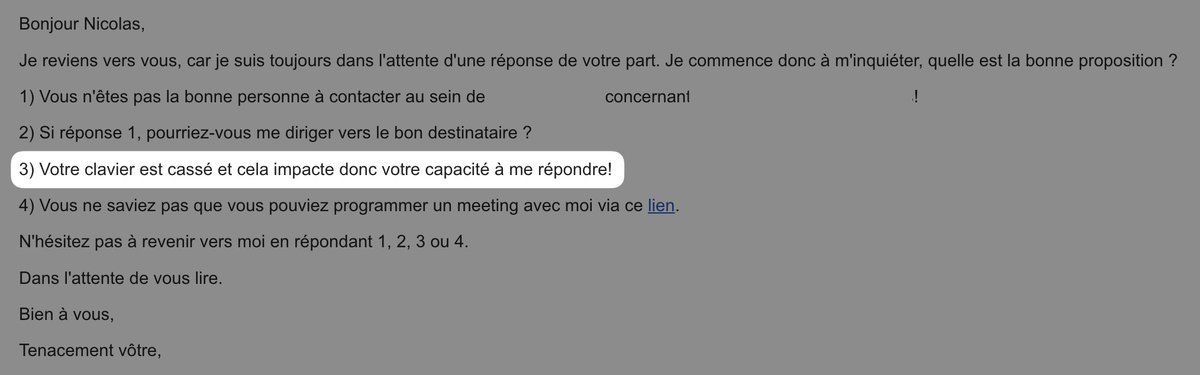 Bonjour Nicolas,
Je reviens vers vous, car je suis toujours dans l'attente d'une réponse de votre part. Je commence donc à m'inquiéter, quelle est la bonne proposition ?
1) Vous n'êtes pas la bonne personne à contacter au sein de concernant !
2) Si réponse 1, pourriez-vous me diriger vers le bon destinataire ?
3) Votre clavier est cassé et cela impacte donc votre capacité à me répondre!
4) Vous ne saviez pas que vous pouviez programmer un meeting avec moi via ce lien.
N'hésitez pas à revenir vers moi en répondant 1, 2, 3 ou 4.
Dans l'attente de vous lire.
Bien à vous,
Tenacement vôtre,